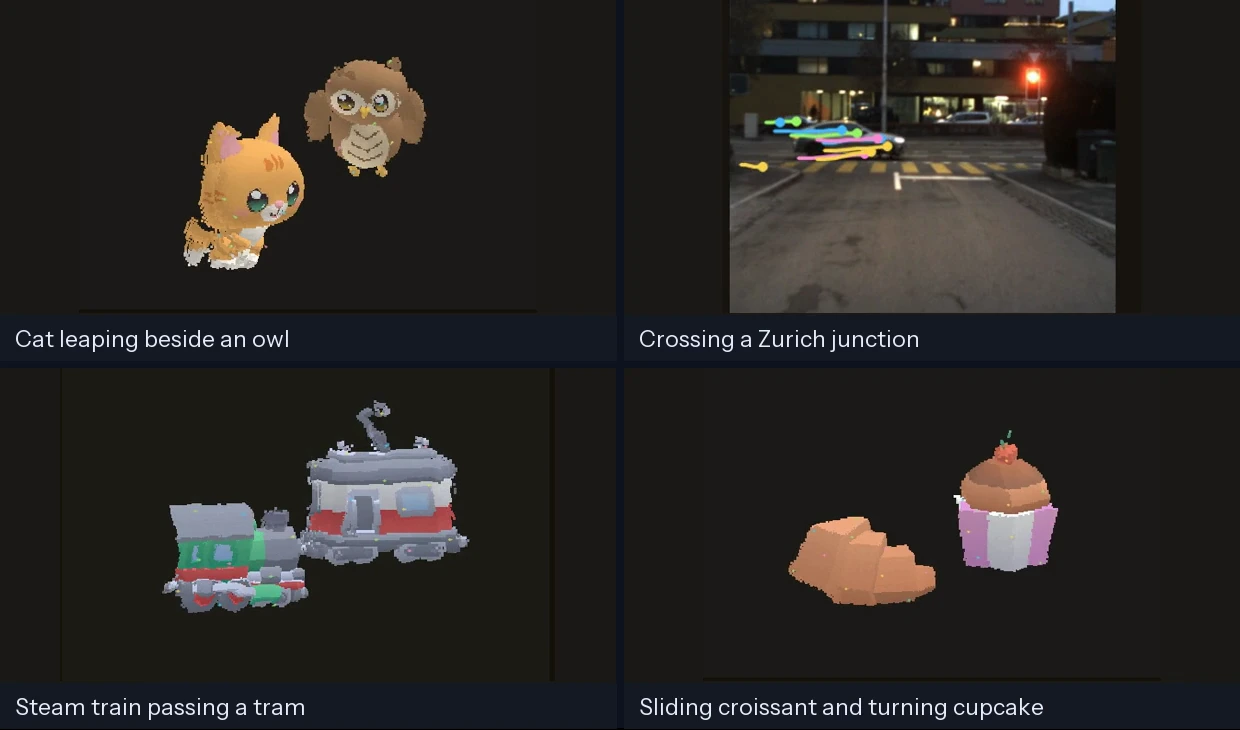 Cat leaping beside an owl
Crossing a Zurich junction
Steam train passing a tram
Sliding croissant and turning cupcake